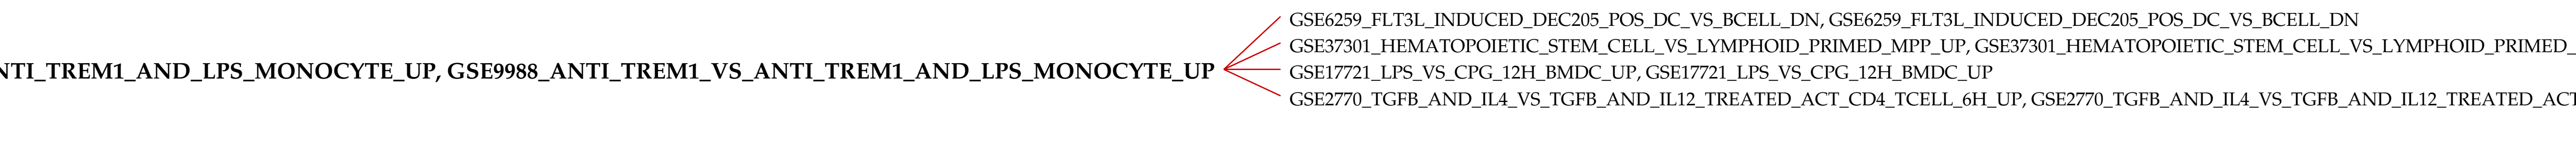 GSE6259_FLT3L_INDUCED_DEC205_POS_DC_VS_BCELL_DN, GSE6259_FLT3L_INDUCED_DEC205_POS_DC_VS_BCELL_DN
GSE37301_HEMATOPOIETIC_STEM_CELL_VS_LYMPHOID_PRIMED_MPP_UP, GSE37301_HEMATOPOIETIC_STEM_CELL_VS_LYMPHOID_PRIMED_
NTI_TREM1_AND_LPS_MONOCYTE_UP, GSE9988_ANTI_TREM1_VS_ANTI_TREM1_AND_LPS_MONOCYTE_UP
GSE17721_LPS_VS_CPG_12H_BMDC_UP, GSE17721_LPS_VS_CPG_12H_BMDC_UP
GSE2770_TGFB_AND_IL4_VS_TGFB_AND_IL12_TREATED_ACT_CD4_TCELL_6H_UP, GSE2770_TGFB_AND_IL4_VS_TGFB_AND_IL12_TREATED_ACT